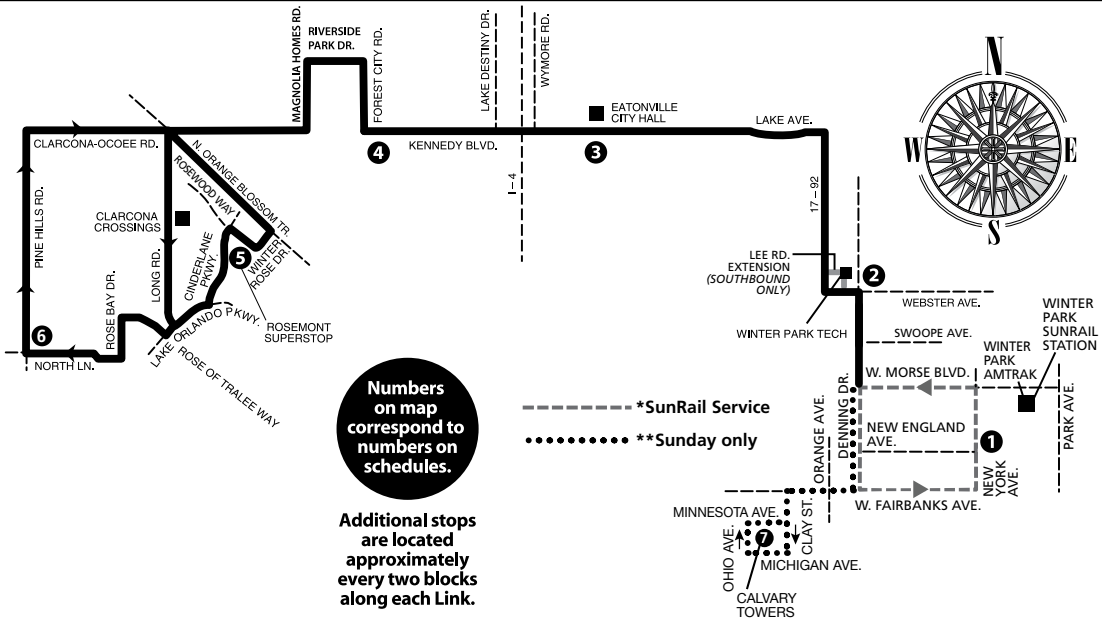 MAGNOLIA HOMES RD.
RIVERSIDE
PARK DR.
FOREST CITY RD.
LAKE DESTINY DR.
I – 4
WYMORE RD.
EATONVILLE
CITY HALL
LAKE AVE.
N
W
E
S
CLARCONA-OCOEE RD.
N. ORANGE BLOSSOM TR.
4
KENNEDY BLVD.
3
ROSEWOOD WAY
PINE HILLS RD.
CLARCONA
CROSSINGS
LONG RD.
CINDERLANE
PKWY.
5
WINTER
ROSE DR.
17 – 92
LEE RD.
EXTENSION
(SOUTHBOUND
ONLY)
2
WEBSTER AVE.
WINTER PARK TECH
SWOOPE AVE.
WINTER
PARK
SUNRAIL
STATION
WINTER
PARK
AMTRAK
ROSE BAY DR.
LAKE ORLANDO PKWY.
ROSEMONT
SUPERSTOP
6
NORTH LN.
ROSE OF TRALEE WAY
W. MORSE BLVD.
Numbers
on map
correspond to
numbers on
schedules.
*SunRail Service
**Sunday only
ORANGE AVE.
DENNING DR.
NEW ENGLAND
AVE.
1
NEW
YORK
AVE.
PARK AVE.
W. FAIRBANKS AVE.
Additional stops
are located
approximately
every two blocks
along each Link.
MINNESOTA AVE.
OHIO AVE.
7
CLAY ST.
MICHIGAN AVE.
CALVARY
TOWERS